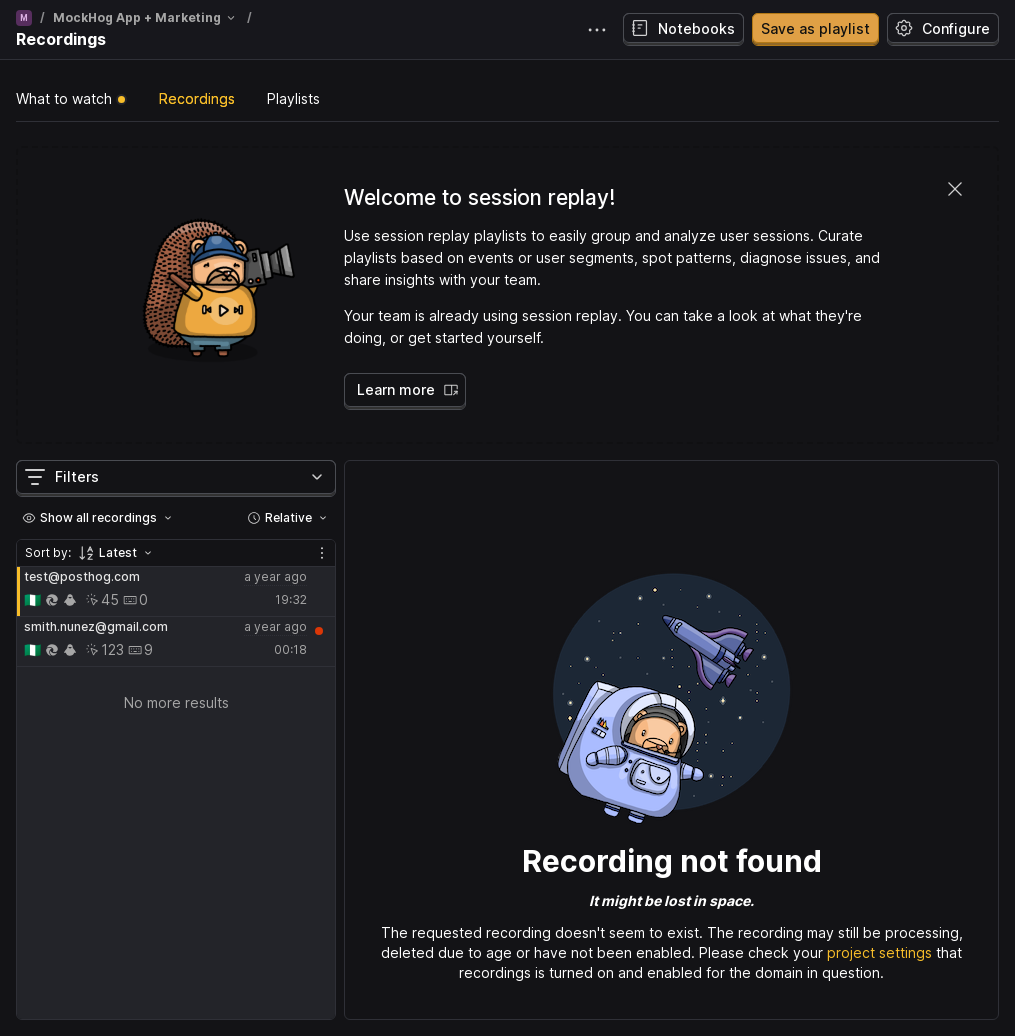 M / MockHog App + Marketing /
Recordings
Notebooks
Save as playlist
Configure
What to watch
Recordings
Playlists
Welcome to session replay!
Use session replay playlists to easily group and analyze user sessions. Curate
playlists based on events or user segments, spot patterns, diagnose issues, and
share insights with your team.
Your team is already using session replay. You can take a look at what they're
doing, or get started yourself.
Learn more
Filters
Show all recordings
Relative
Sort by: Latest
test@posthog.com a year ago
45 0 19:32
smith.nunez@gmail.com a year ago
123 9 00:18
No more results
Recording not found
It might be lost in space.
The requested recording doesn't seem to exist. The recording may still be processing,
deleted due to age or have not been enabled. Please check your project settings that
recordings is turned on and enabled for the domain in question.